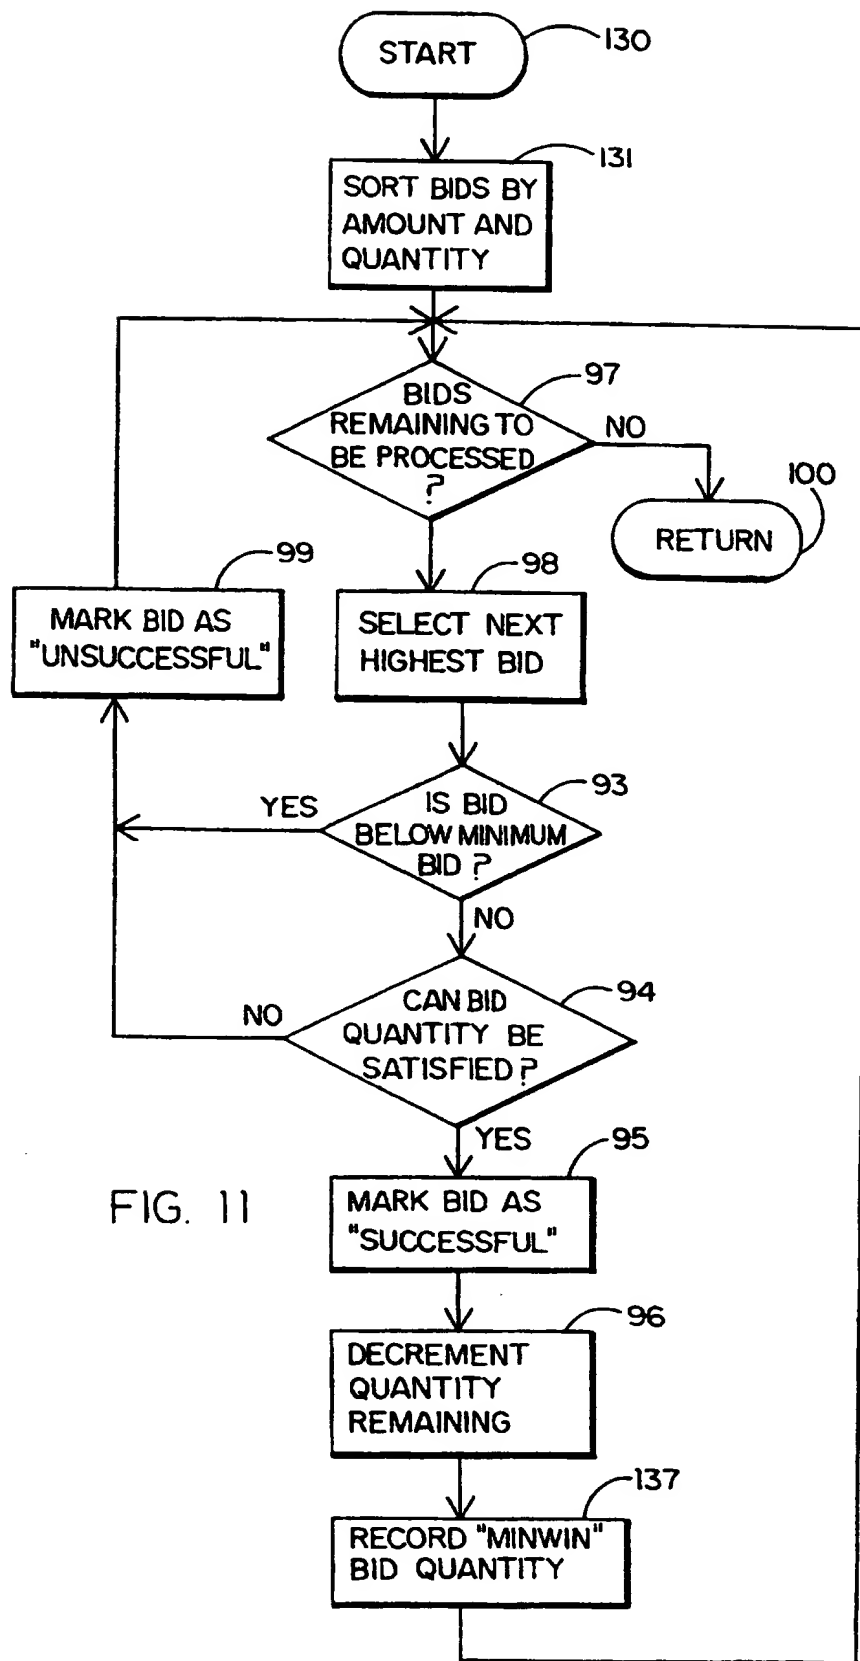 START
130
131
SORT BIDS BY
AMOUNT AND
QUANTITY
97
BIDS
REMAINING TO
BE PROCESSED
?
NO
100
RETURN
99
MARK BID AS
"UNSUCCESSFUL"
98
SELECT NEXT
HIGHEST BID
93
YES
IS BID
BELOW MINIMUM
BID ?
NO
94
NO
CAN BID
QUANTITY BE
SATISFIED ?
YES
95
MARK BID AS
"SUCCESSFUL"
FIG. 11
96
DECREMENT
QUANTITY
REMAINING
137
RECORD "MINWIN"
BID QUANTITY